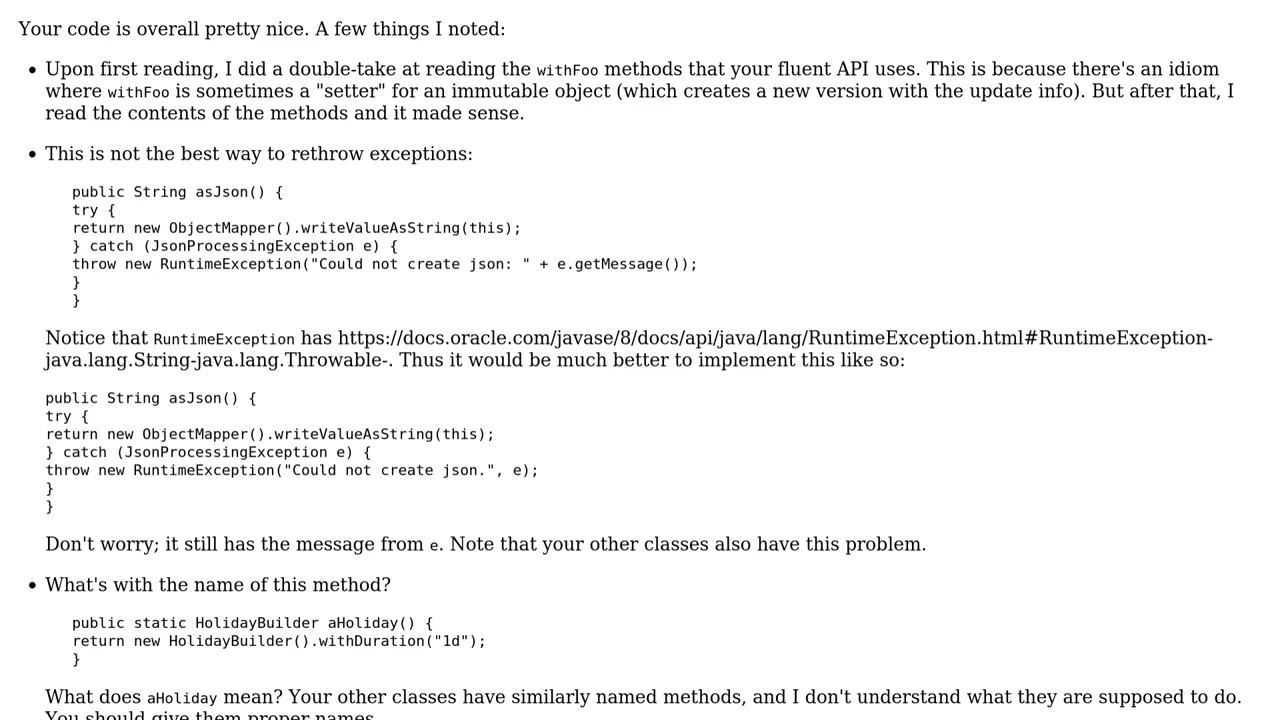 Your code is overall pretty nice. A few things I noted:
• Upon first reading, I did a double-take at reading the withFoo methods that your fluent API uses. This is because there's an idiom
where withFoo is sometimes a "setter" for an immutable object (which creates a new version with the update info). But after that, I
read the contents of the methods and it made sense.
• This is not the best way to rethrow exceptions:
public String asJson() {
try {
return new ObjectMapper().writeValueAsString(this);
} catch (JsonProcessingException e) {
throw new RuntimeException("Could not create json: " + e.getMessage());
}
}
Notice that RuntimeException has https://docs.oracle.com/javase/8/docs/api/java/lang/RuntimeException.html#RuntimeException-
java.lang.String-java.lang.Throwable-. Thus it would be much better to implement this like so:
public String asJson() {
try {
return new ObjectMapper().writeValueAsString(this);
} catch (JsonProcessingException e) {
throw new RuntimeException("Could not create json.", e);
}
}
Don't worry; it still has the message from e. Note that your other classes also have this problem.
• What's with the name of this method?
public static HolidayBuilder aHoliday() {
return new HolidayBuilder().withDuration("1d");
}
What does aHoliday mean? Your other classes have similarly named methods, and I don't understand what they are supposed to do.
You should give them proper names.